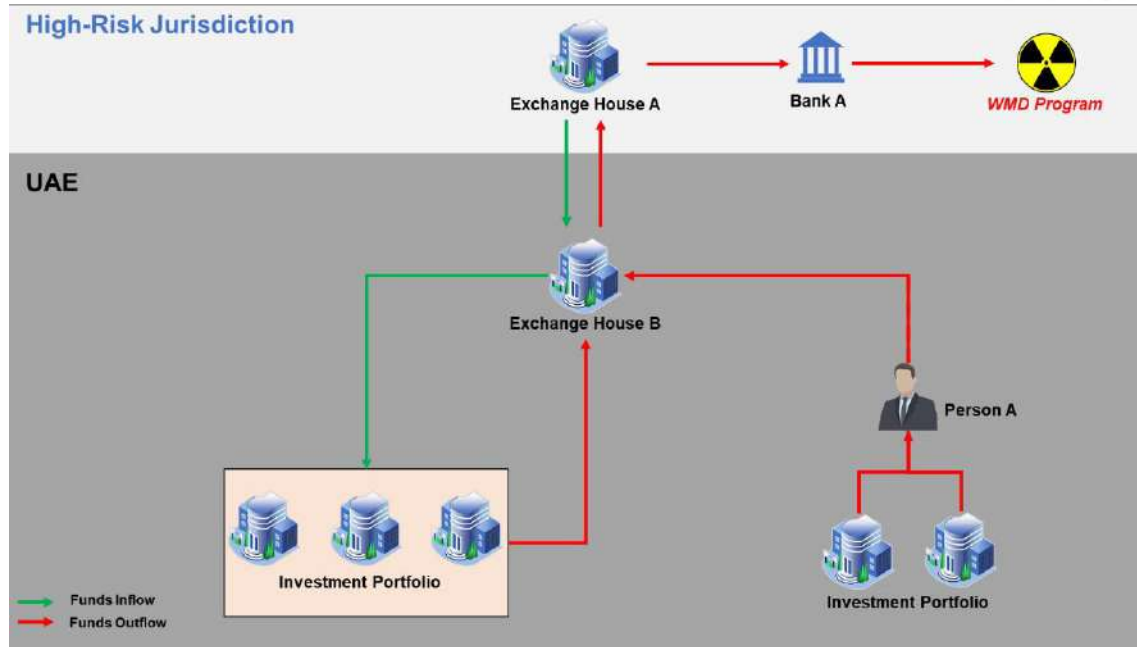 High-Risk Jurisdiction
Exchange House A
Bank A
WMD Program
UAE
Exchange House B
Person A
Investment Portfolio
Investment Portfolio
Funds Inflow
Funds Outflow